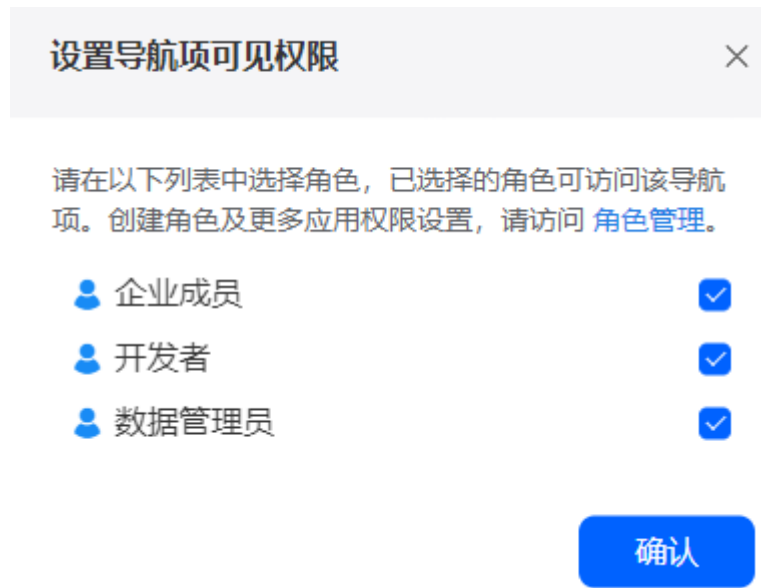 设置导航项可见权限
请在以下列表中选择角色，已选择的角色可访问该导航
项。创建角色及更多应用权限设置，请访问 角色管理。
企业成员
开发者
数据管理员
确认